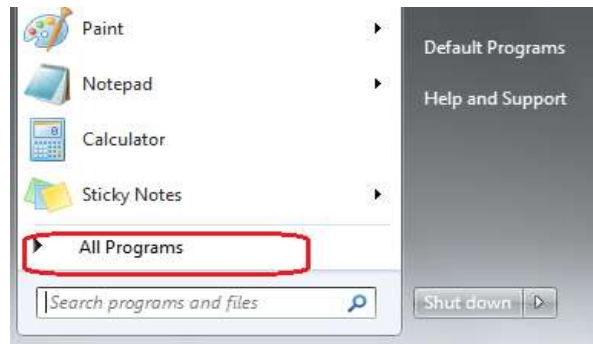 Paint
Notepad
Calculator
Sticky Notes
All Programs
Search programs and files
Default Programs
Help and Support
Shut down